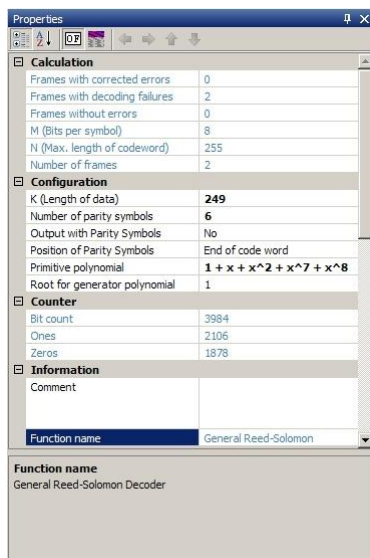 Properties
Calculation
Frames with corrected errors 0
Frames with decoding failures 2
Frames without errors 0
M (Bits per symbol) 8
N (Max. length of codeword) 255
Number of frames 2
Configuration
K (Length of data) 249
Number of parity symbols 6
Output with Parity Symbols No
Position of Parity Symbols End of code word
Primitive polynomial 1 + x + x^2 + x^7 + x^8
Root for generator polynomial 1
Counter
Bit count 3984
Ones 2106
Zeros 1878
Information
Comment
Function name General Reed-Solomon
Function name
General Reed-Solomon Decoder